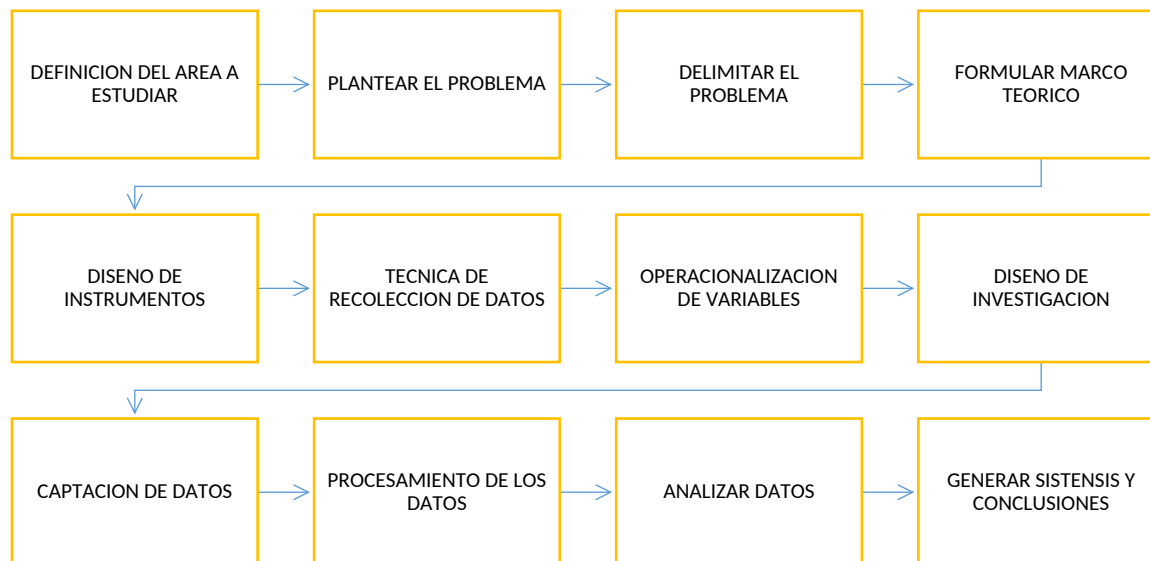 DEFINICION DEL AREA A
ESTUDIAR
PLANTEAR EL PROBLEMA
DELIMITAR EL
PROBLEMA
FORMULAR MARCO
TEORICO
DISENO DE
INSTRUMENTOS
TECNICA DE
RECOLECCION DE DATOS
OPERACIONALIZACION
DE VARIABLES
DISENO DE
INVESTIGACION
CAPTACION DE DATOS
PROCESAMIENTO DE LOS
DATOS
ANALIZAR DATOS
GENERAR SISTENSIS Y
CONCLUSIONES